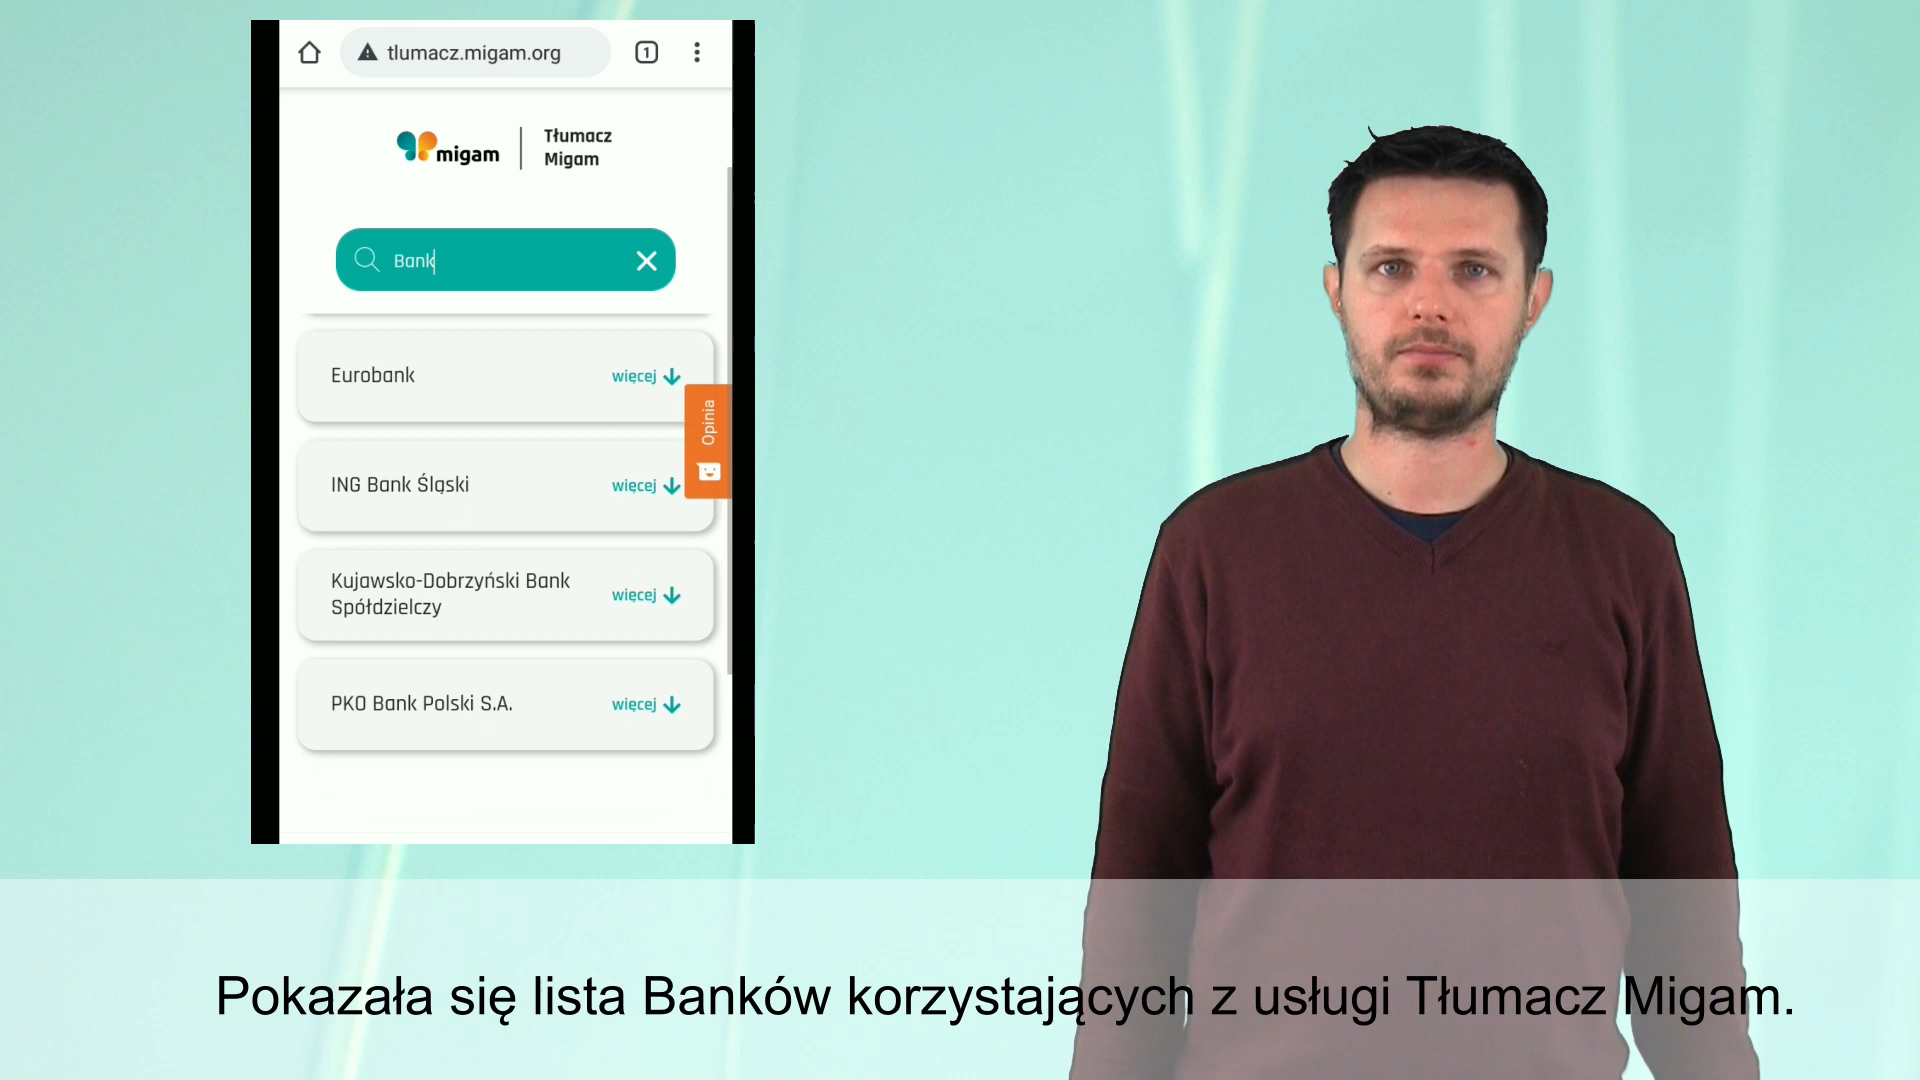 tlumacz.migam.org
1
migam
Tłumacz
Migam
Bank
Eurobank
więcej
Opinia
ING Bank Śląski
więcej
Kujawsko-Dobrzyński Bank
Spółdzielczy
więcej
PKO Bank Polski S.A.
więcej
Pokazała się lista Banków korzystających z usługi Tłumacz Migam.